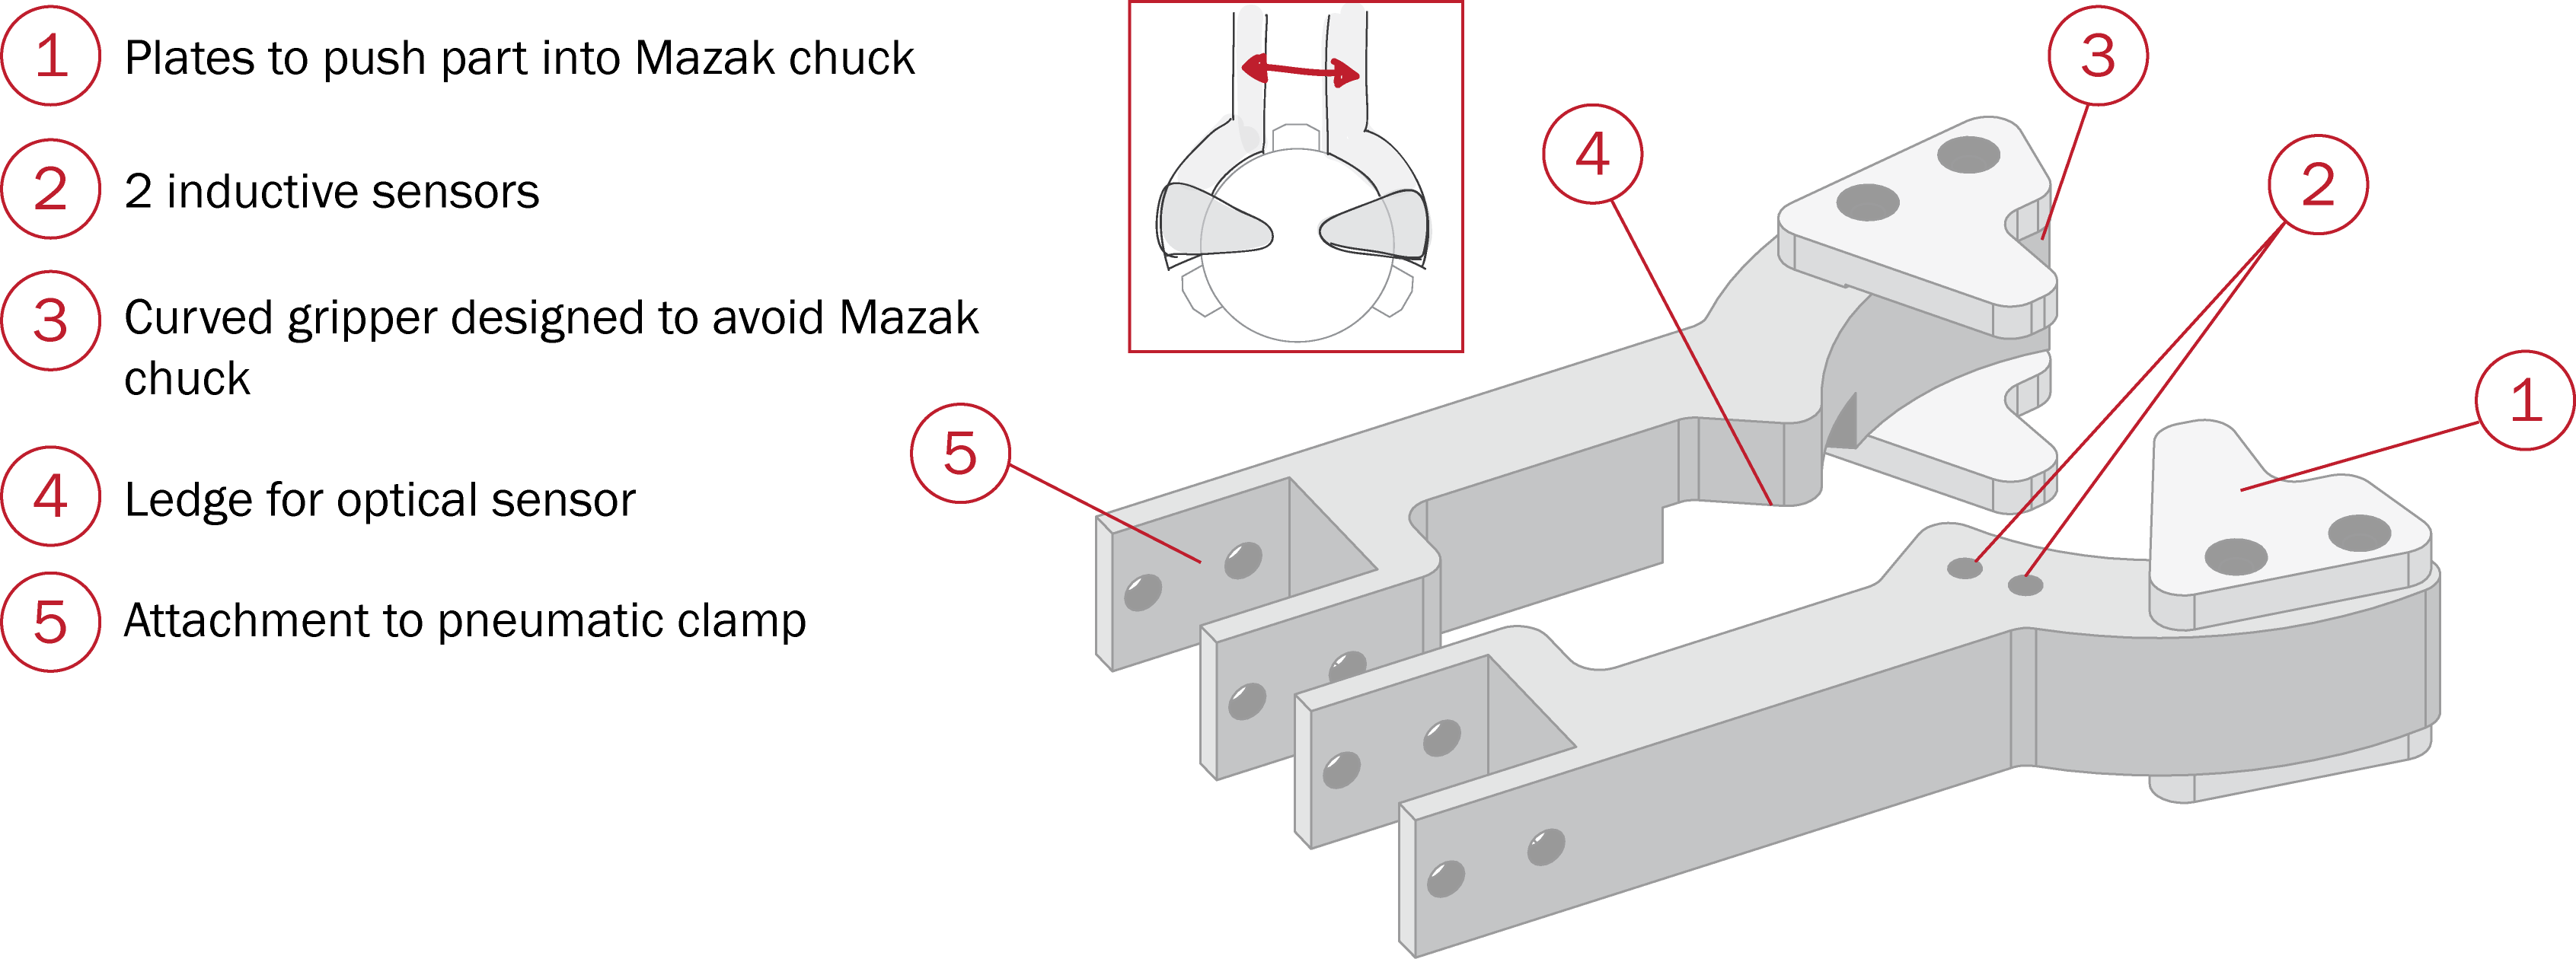 1 Plates to push part into Mazak chuck
2 2 inductive sensors
3 Curved gripper designed to avoid Mazak
chuck
4 Ledge for optical sensor
5 Attachment to pneumatic clamp
3
4
2
1
5